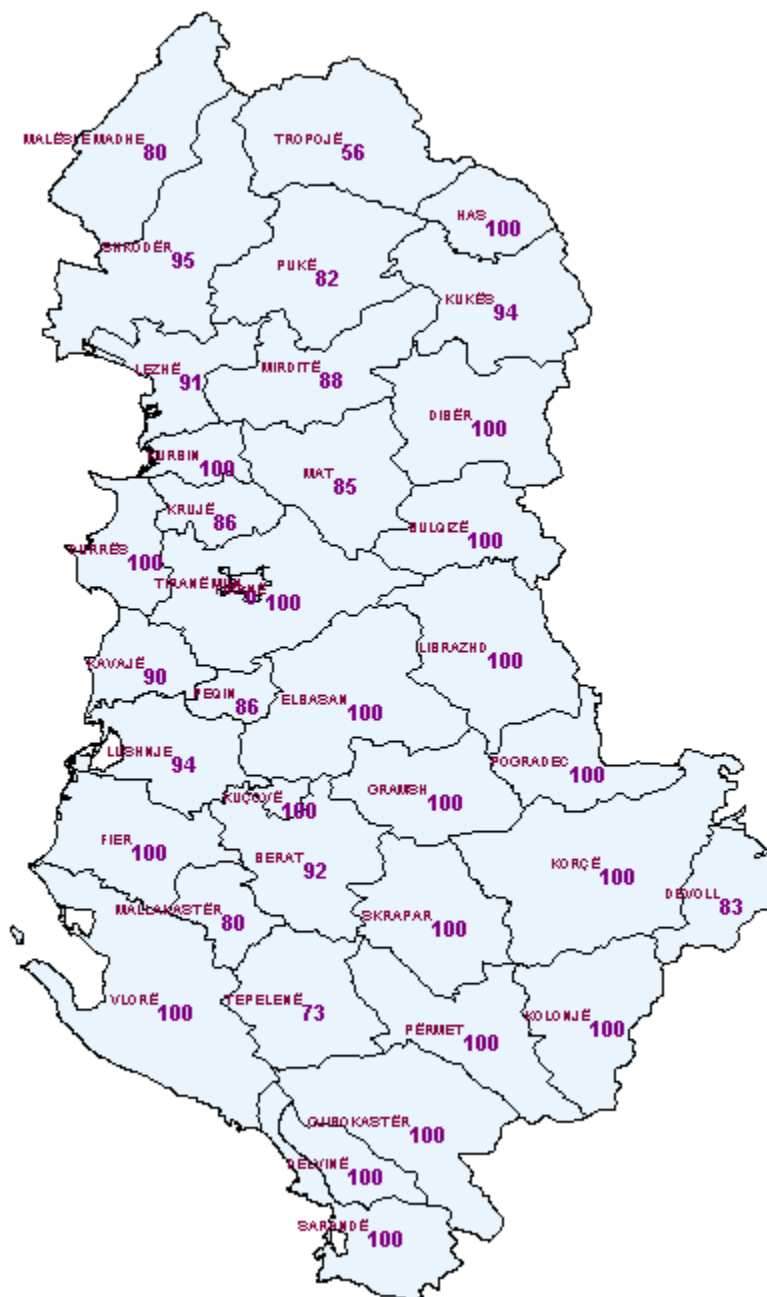 MALËSI E MADHE
80
TROPOJË
56
HAS
100
SHKODËR
95
PUKË
82
KUKËS
94
LEZHË
91
MIRDITË
88
DIBËR
100
KURBIN
100
MAT
85
KRUJË
86
BULQIZË
100
DURRËS
100
TIRANË MUN
0
100
LIBRAZHD
100
KAVAJË
90
PEQIN
86
ELBASAN
100
LUSHNJE
94
POGRADEC
100
KUÇOVË
100
GRAMSH
100
FIER
100
BERAT
92
KORÇË
100
DEVOLL
83
MALLAKASTËR
80
SKRAPAR
100
VLORË
100
TEPELENË
73
PËRMET
100
KOLONJË
100
GJIROKASTËR
100
DELVINË
100
SARANDË
100